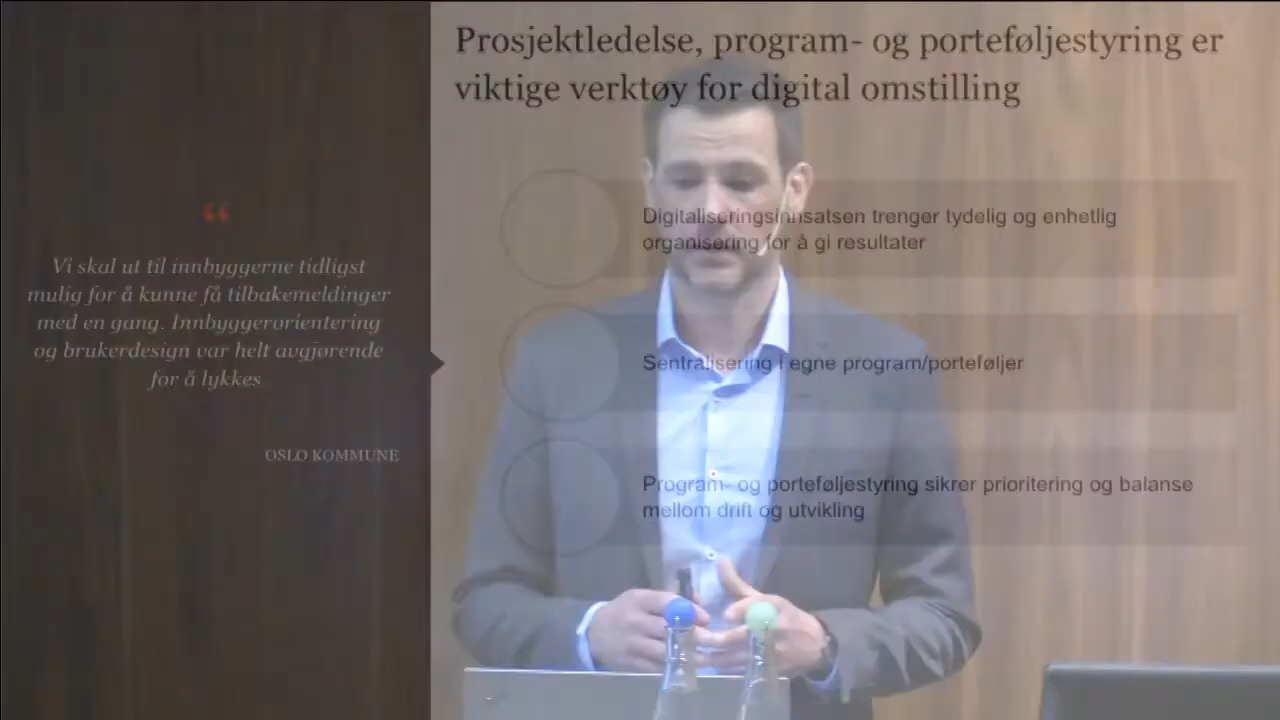 Prosjektledelse, program- og porteføljestyring er
viktige verktøy for digital omstilling
“
Vi skal ut til innbyggerne tidligst
mulig for å kunne få tilbakemeldinger
med en gang. Innbyggerorientering
og brukerdesign var helt avgjørende
for å lykkes
OSLO KOMMUNE
Digitaliseringsinnsatsen trenger tydelig og enhetlig
organisering for å gi resultater
Sentralisering i egne program/porteføljer
Program- og porteføljestyring sikrer prioritering og balanse
mellom drift og utvikling